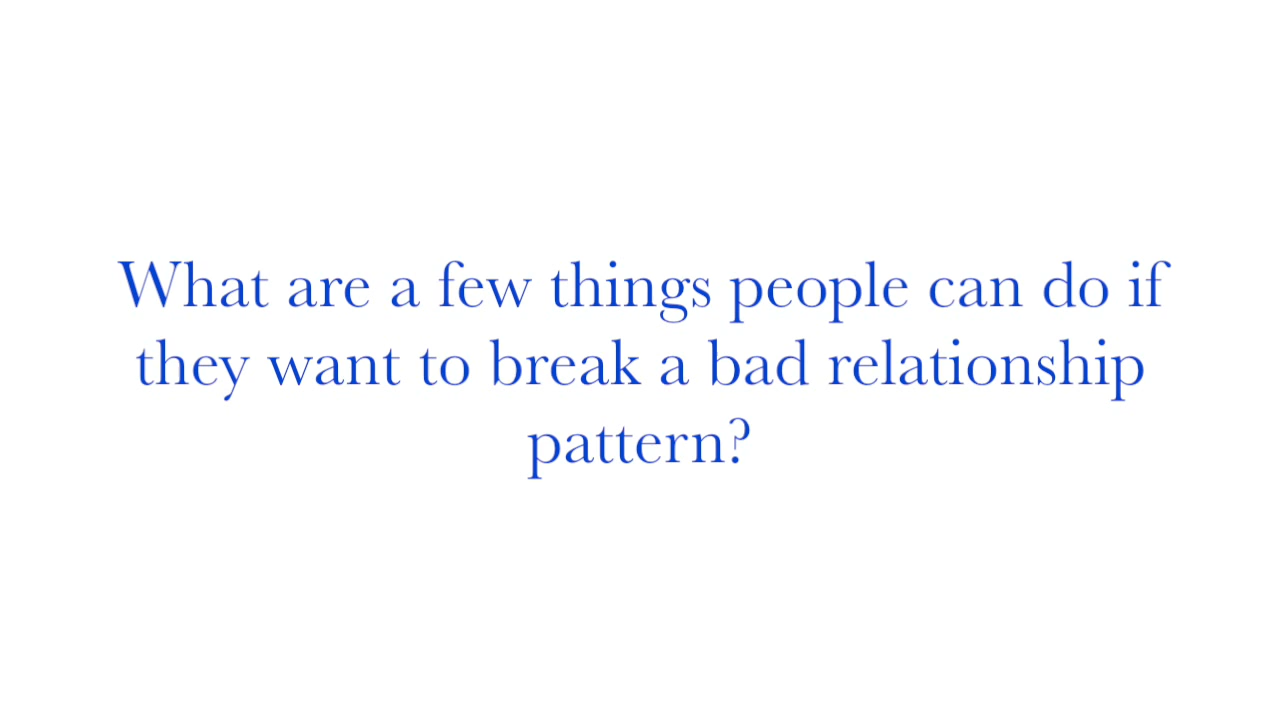 What are a few things people can do if
they want to break a bad relationship
pattern?